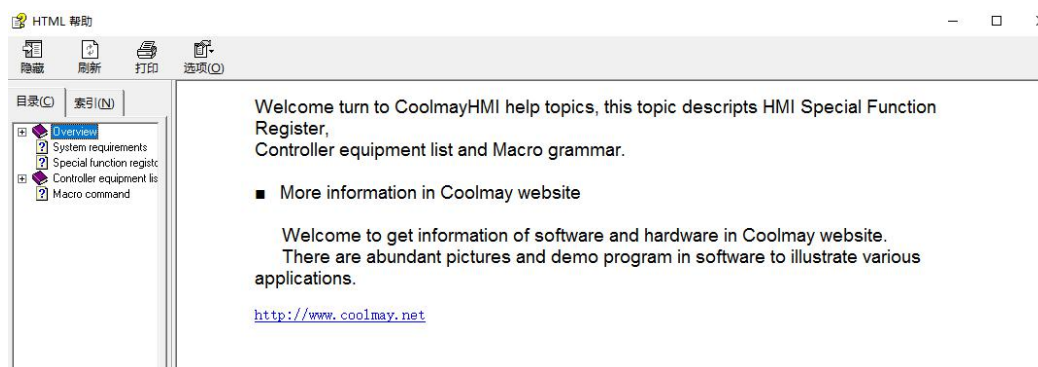 HTML 帮助
隐藏 刷新 打印 选项(O)
目录(C) 索引(N)
Overview
System requirements
Special function registc
Controller equipment lis
Macro command
Welcome turn to CoolmayHMI help topics, this topic descripts HMI Special Function
Register,
Controller equipment list and Macro grammar.
■ More information in Coolmay website
Welcome to get information of software and hardware in Coolmay website.
There are abundant pictures and demo program in software to illustrate various
applications.
http://www.coolmay.net